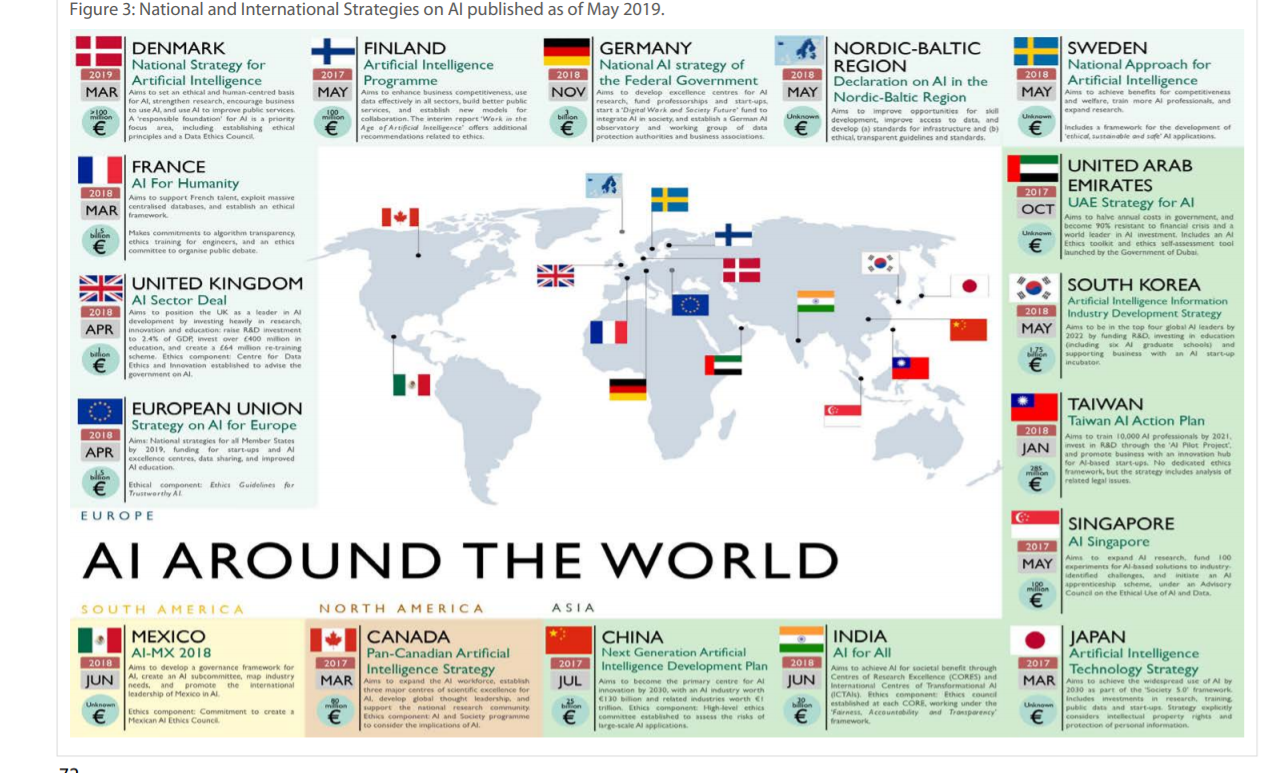 Figure 3: National and International Strategies on AI published as of May 2019.
DENMARK
National Strategy for
Artificial Intelligence
2019
MAR
>100
million
€
Aims to set an ethical and human-centred basis
for AI, strengthen research, encourage business
to use AI, and use AI to improve public services.
A 'responsible foundation' for AI is a priority
focus area, including establishing ethical
principles and a Data Ethics Council.
FINLAND
Artificial Intelligence
Programme
2017
MAY
100
million
€
Aims to enhance business competitiveness, use
data effectively in all sectors, build better public
services, and establish new models for
collaboration. The interim report 'Work in the
Age of Artificial Intelligence' offers additional
recommendations related to ethics.
GERMANY
National AI strategy of
the Federal Government
2018
NOV
3
billion
€
Aims to develop excellence centres for AI
research, fund professorships and start-ups,
start a 'Digital Work and Society Future' fund to
integrate AI in society, and establish a German AI
observatory and working group of data
protection authorities and business associations.
NORDIC-BALTIC
REGION
Declaration on AI in the
Nordic-Baltic Region
2018
MAY
Unknown
€
Aims to improve opportunities for skill
development, improve access to data, and
develop (a) standards for infrastructure and (b)
ethical, transparent guidelines and standards.
SWEDEN
National Approach for
Artificial Intelligence
2018
MAY
Unknown
€
Aims to achieve benefits for competitiveness
and welfare, train more AI professionals, and
expand research.
Includes a framework for the development of
'ethical, sustainable and safe' AI applications.
FRANCE
AI For Humanity
2018
MAR
1.5
billion
€
Aims to support French talent, exploit massive
centralised databases, and establish an ethical
framework.
Makes commitments to algorithm transparency,
ethics training for engineers, and an ethics
committee to organise public debate.
UNITED KINGDOM
AI Sector Deal
2018
APR
1
billion
€
Aims to position the UK as a leader in AI
development by investing heavily in research,
innovation and education: raise R&D investment
to 2.4% of GDP, invest over £400 million in
education, and create a £64 million re-training
scheme. Ethics component: Centre for Data
Ethics and Innovation established to advise the
government on AI.
EUROPEAN UNION
Strategy on AI for Europe
2018
APR
1.5
billion
€
Aims: National strategies for all Member States
by 2019, funding for start-ups and AI
excellence centres, data sharing, and improved
AI education.
Ethical component: Ethics Guidelines for
Trustworthy AI.
EUROPE
UNITED ARAB
EMIRATES
UAE Strategy for AI
2017
OCT
Unknown
€
Aims to halve annual costs in government, and
become 90% resistant to financial crisis and a
world leader in AI investment. Includes an AI
Ethics toolkit and ethics self-assessment tool
launched by the Government of Dubai.
SOUTH KOREA
Artificial Intelligence Information
Industry Development Strategy
2018
MAY
1.75
billion
€
Aims to be in the top four global AI leaders by
2022 by funding R&D, investing in education
(including six AI graduate schools) and
supporting business with an AI start-up
incubator.
TAIWAN
Taiwan AI Action Plan
2018
JAN
285
million
€
Aims to train 10,000 AI professionals by 2021,
invest in R&D through the 'AI Pilot Project',
and promote business with an innovation hub
for AI-based start-ups. No dedicated ethics
framework, but the strategy includes analysis of
related legal issues.
SINGAPORE
AI Singapore
2017
MAY
100
million
€
Aims to expand AI research, fund 100
experiments for AI-based solutions to industry-
identified challenges, and initiate an AI
apprenticeship scheme, under an Advisory
Council on the Ethical Use of AI and Data.
AI AROUND THE WORLD
SOUTH AMERICA
NORTH AMERICA
ASIA
MEXICO
AI-MX 2018
2018
JUN
Unknown
€
Aims to develop a governance framework for
AI, create an AI subcommittee, map industry
needs, and promote the international
leadership of Mexico in AI.
Ethics component: Commitment to create a
Mexican AI Ethics Council.
CANADA
Pan-Canadian Artificial
Intelligence Strategy
2017
MAR
80
million
€
Aims to expand the AI workforce, establish
three major centres of scientific excellence for
AI, develop global thought leadership, and
support the national research community
Ethics component: AI and Society programme
to consider the implications of AI.
CHINA
Next Generation Artificial
Intelligence Development Plan
2017
JUL
25
billion
€
Aims to become the primary centre for AI
innovation by 2030, with an AI industry worth
€130 billion and related industries worth €1
trillion. Ethics component: High-level ethics
committee established to assess the risks of
large-scale AI applications.
INDIA
AI for All
2018
JUN
20
billion
€
Aims to achieve AI for societal benefit through
Centres of Research Excellence (CORES) and
International Centres of Transformational AI
(ICTAIs). Ethics component: Ethics council
established at each CORE, working under the
'Fairness, Accountability and Transparency'
framework.
JAPAN
Artificial Intelligence
Technology Strategy
2017
MAR
Unknown
€
Aims to achieve the widespread use of AI by
2030 as part of the 'Society 5.0' framework.
Includes investments in research, training,
public data and start-ups. Strategy explicitly
considers intellectual property rights and
protection of personal information.